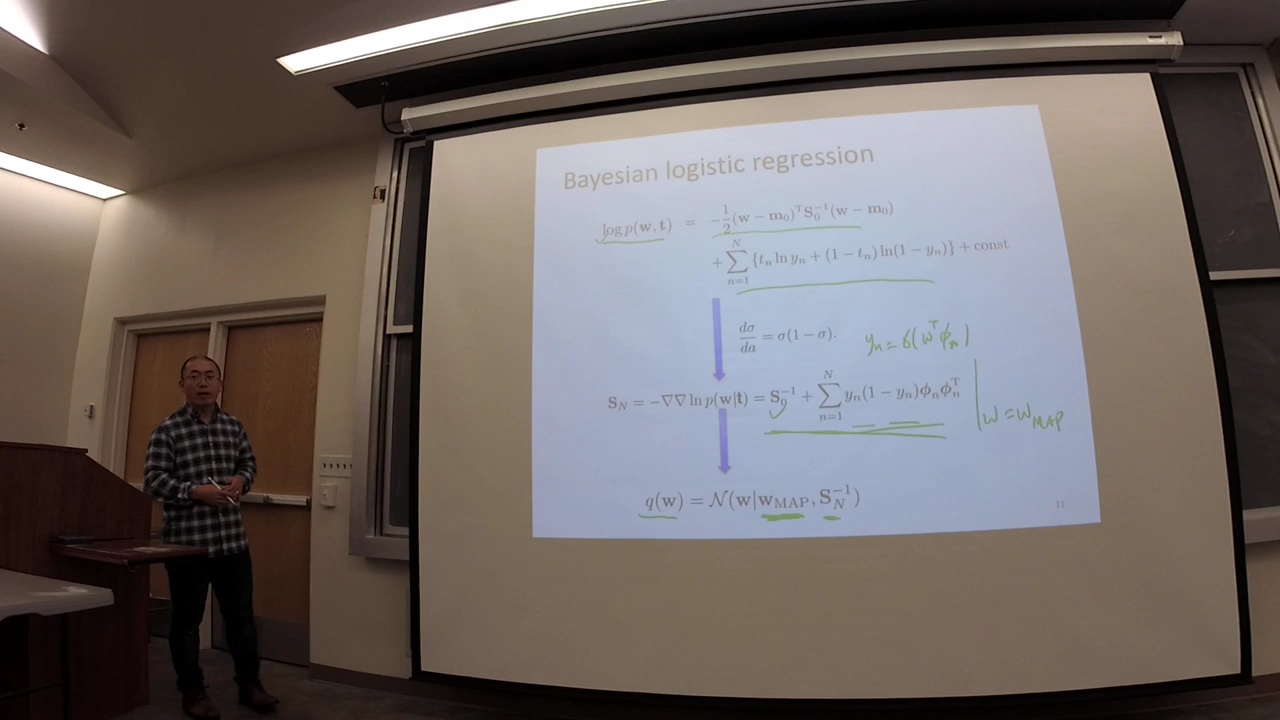 Bayesian logistic regression
log p(w, t) = -1/2 (w − m₀)ᵀS₀⁻¹(w − m₀)
+ ∑ₙ₌₁ᴺ {tₙ ln yₙ + (1 − tₙ) ln(1 − yₙ)} + const
dσ/da = σ(1 − σ). yₙ = σ(wᵀϕₙ)
S_N = −∇∇ ln p(w|t) = S₀⁻¹ + ∑ₙ₌₁ᴺ yₙ(1 − yₙ)ϕₙϕₙᵀ | w = w_MAP
q(w) = 𝒩(w|w_MAP, S_N⁻¹)
11